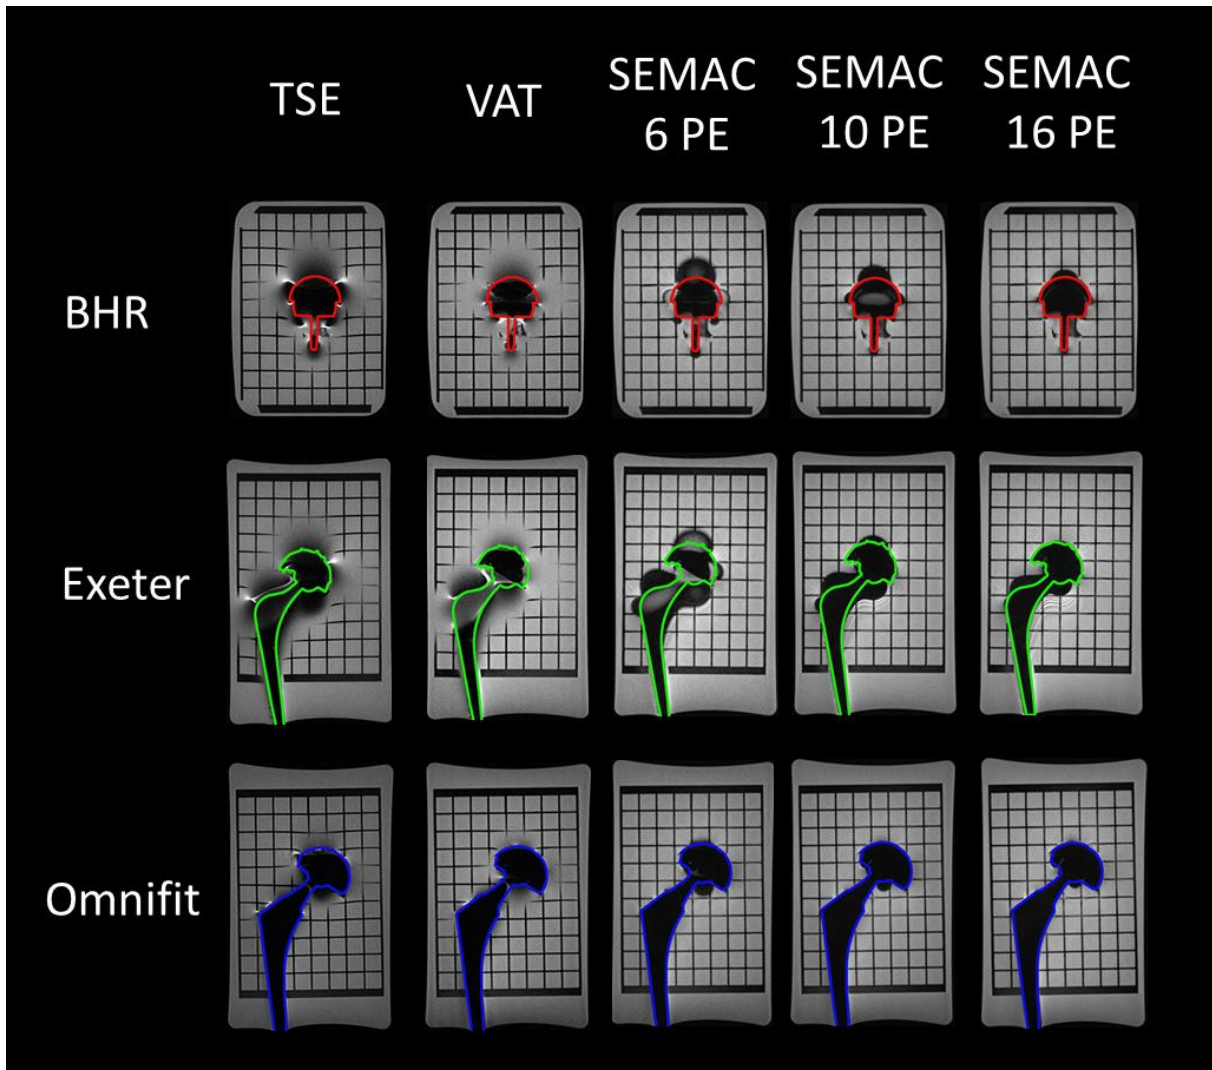 TSE
VAT
SEMAC
6 PE
SEMAC
10 PE
SEMAC
16 PE
BHR
Exeter
Omnifit